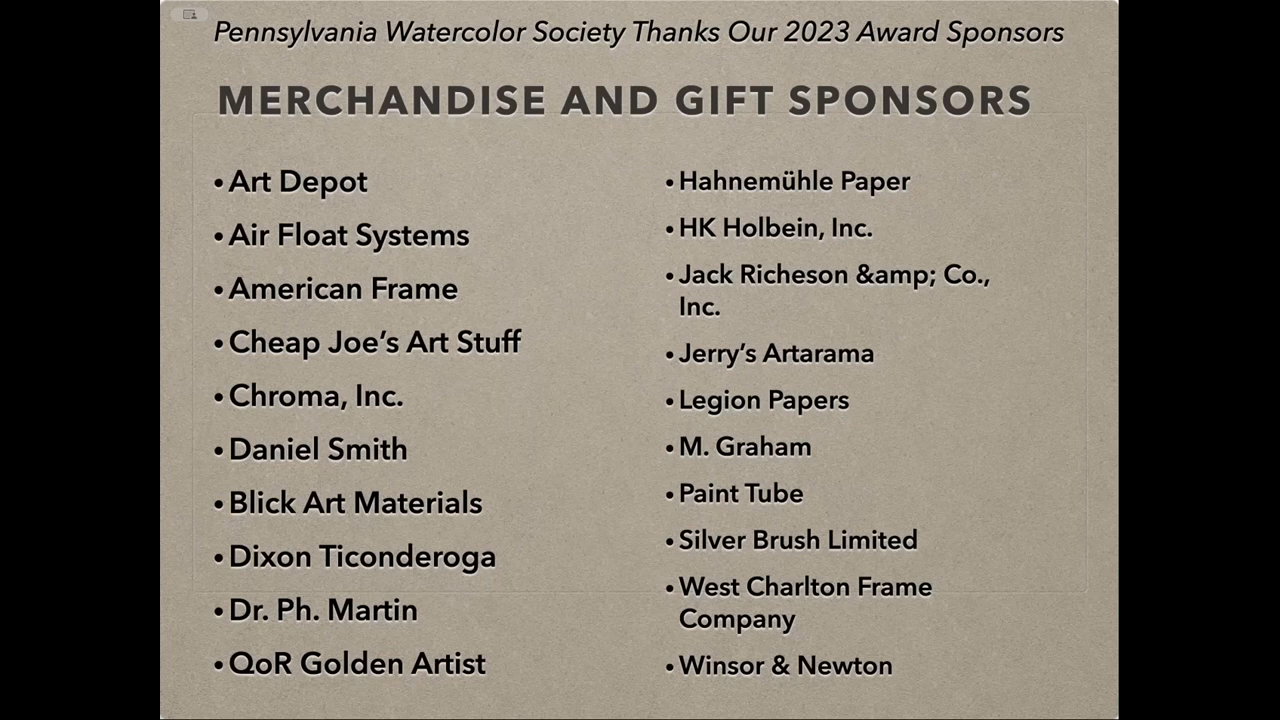 Pennsylvania Watercolor Society Thanks Our 2023 Award Sponsors
MERCHANDISE AND GIFT SPONSORS
• Art Depot
• Air Float Systems
• American Frame
• Cheap Joe’s Art Stuff
• Chroma, Inc.
• Daniel Smith
• Blick Art Materials
• Dixon Ticonderoga
• Dr. Ph. Martin
• QoR Golden Artist
• Hahnemühle Paper
• HK Holbein, Inc.
• Jack Richeson &amp; Co.,
Inc.
• Jerry’s Artarama
• Legion Papers
• M. Graham
• Paint Tube
• Silver Brush Limited
• West Charlton Frame
Company
• Winsor & Newton